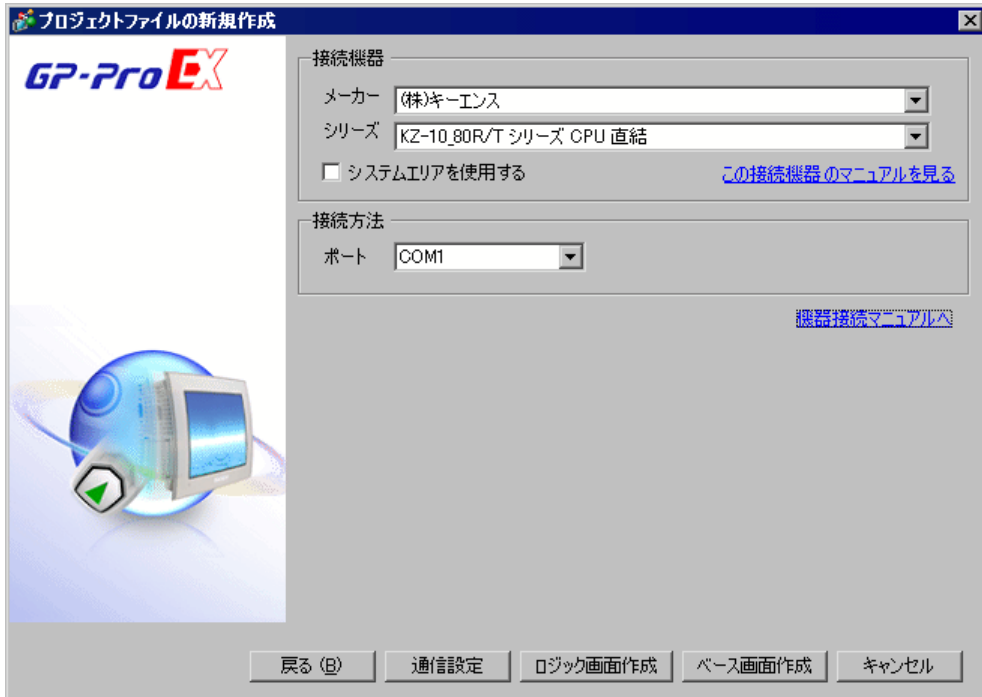 プロジェクトファイルの新規作成
GP-Pro EX
接続機器
メーカー (株)キーエンス
シリーズ KZ-10_80R/T シリーズ CPU 直結
システムエリアを使用する この接続機器のマニュアルを見る
接続方法
ポート COM1
機器接続マニュアルへ
戻る (B) 通信設定 ロジック画面作成 ベース画面作成 キャンセル